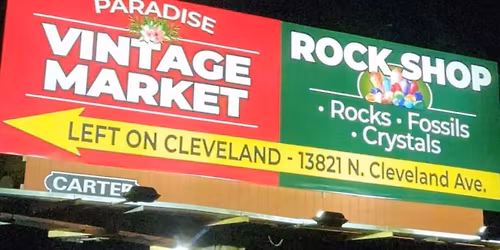 PARADISE
VINTAGE
MARKET
ROCK SHOP
• Rocks • Fossils
• Crystals
LEFT ON CLEVELAND - 13821 N. Cleveland Ave.
CARTER